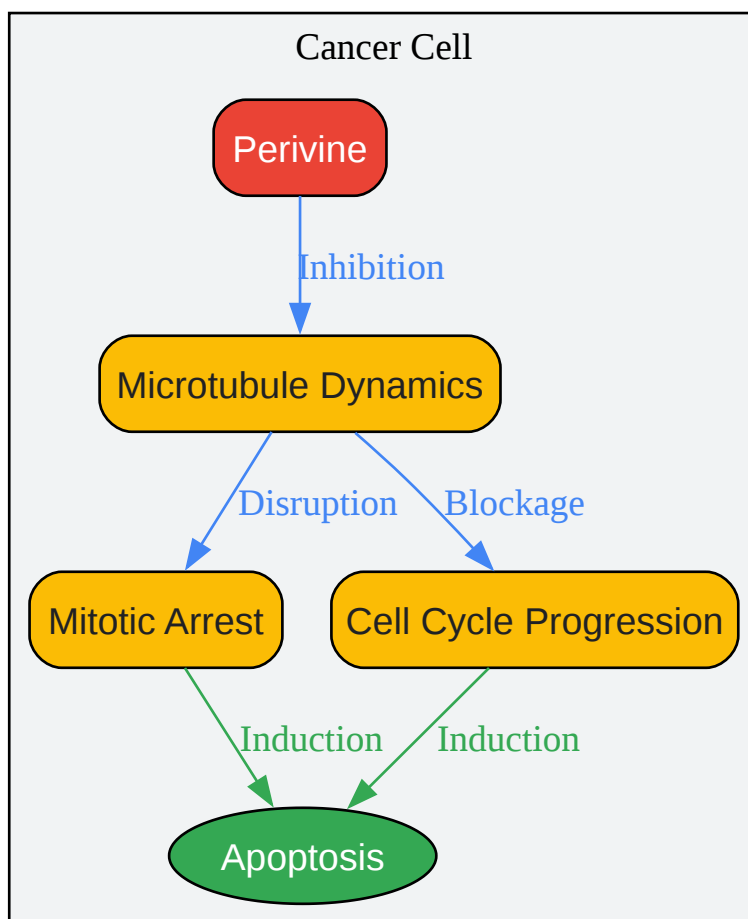 Cancer Cell
Perivine
Inhibition
Microtubule Dynamics
Disruption
Blockage
Mitotic Arrest
Cell Cycle Progression
Induction
Induction
Apoptosis